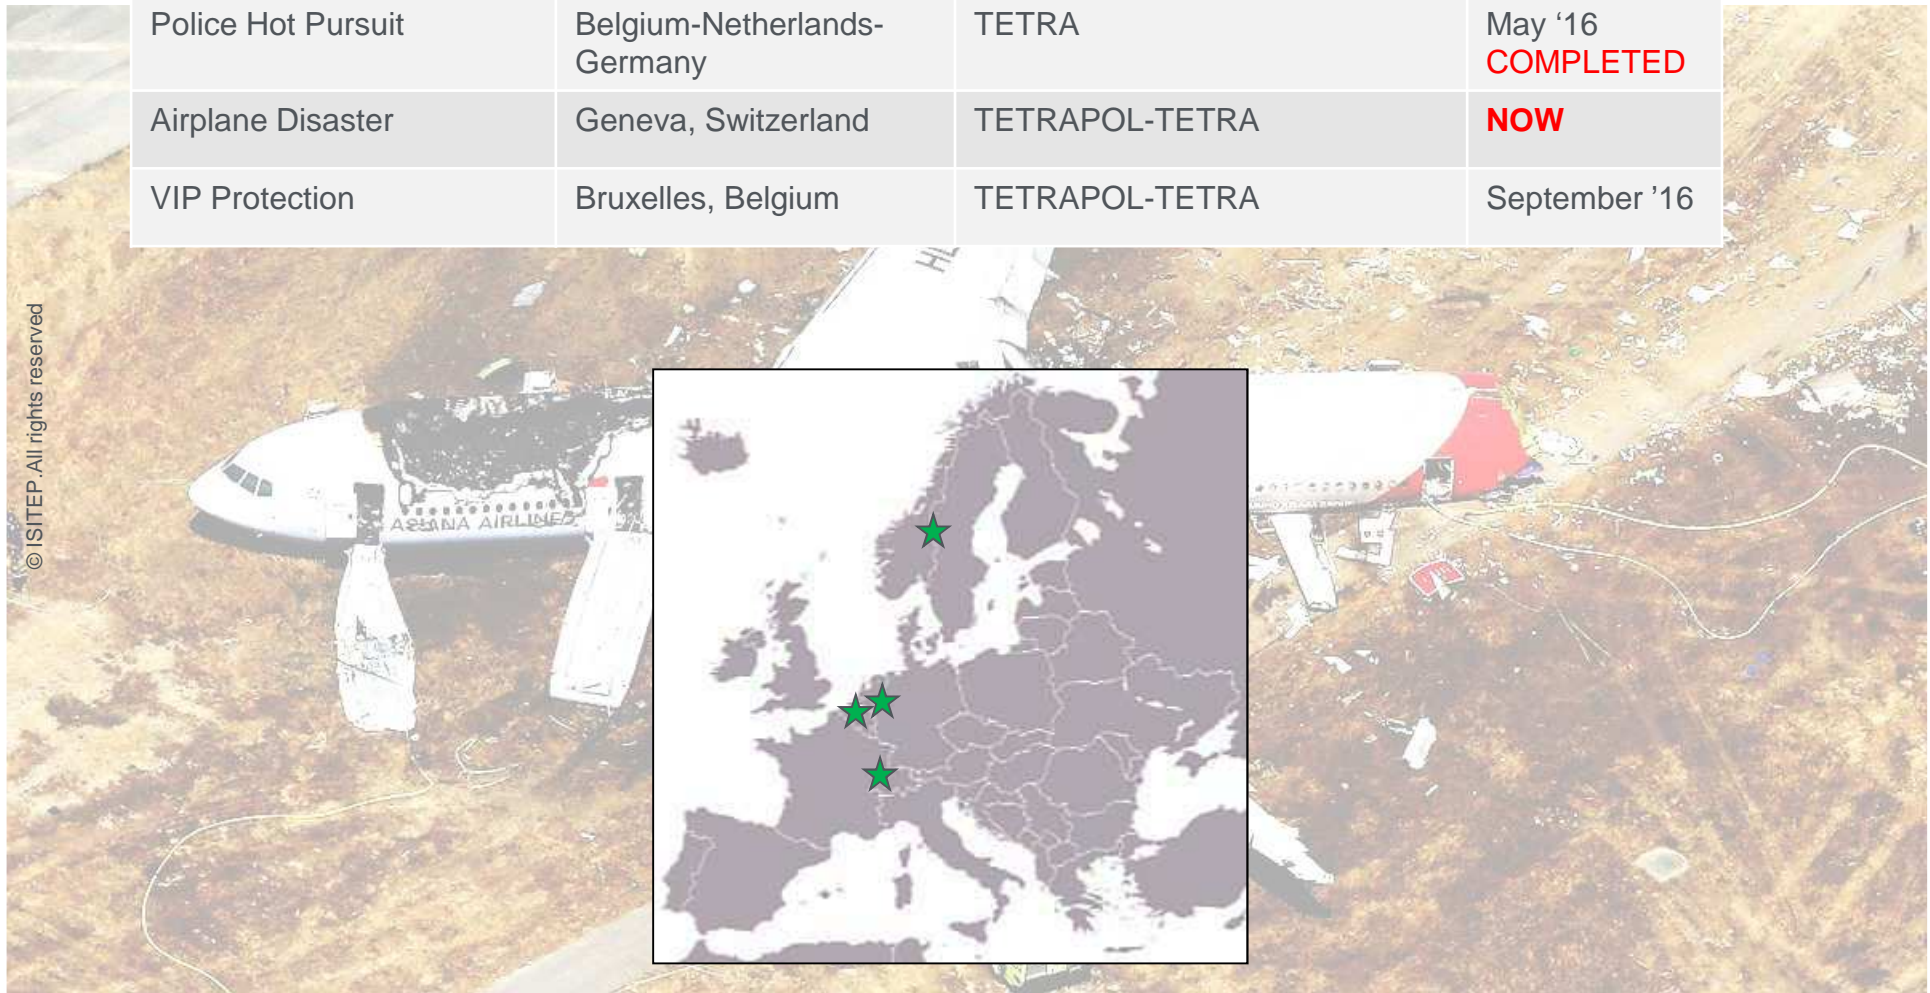 Police Hot Pursuit
Belgium-Netherlands-
Germany
TETRA
May ‘16
COMPLETED
Airplane Disaster
Geneva, Switzerland
TETRAPOL-TETRA
NOW
VIP Protection
Bruxelles, Belgium
TETRAPOL-TETRA
September ’16
© ISITEP.All rights reserved
HL
ASIANA AIRLINES